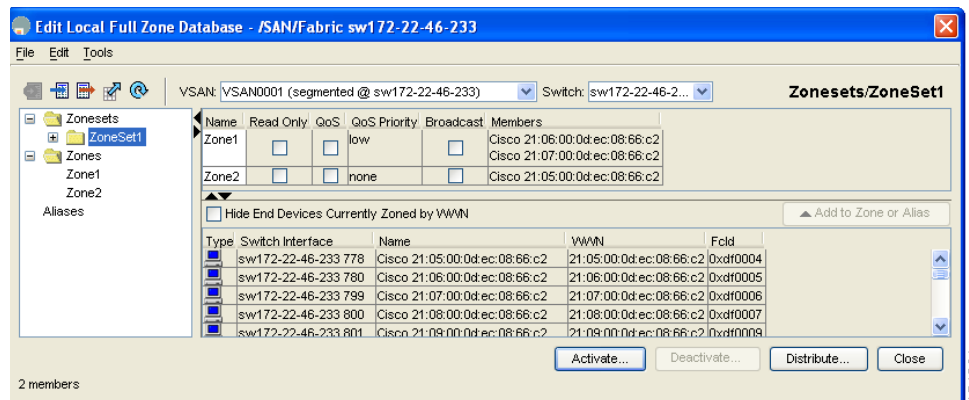 Edit Local Full Zone Database - /SAN/Fabric sw172-22-46-233
File Edit Tools
VSAN: VSAN0001 (segmented @ sw172-22-46-233) Switch: sw172-22-46-2... Zonesets/ZoneSet1
Zonesets
ZoneSet1
Zones
Zone1
Zone2
Aliases
Name Read Only QoS QoS Priority Broadcast Members
Zone1 low Cisco 21:06:00:0d:ec:08:66:c2
Cisco 21:07:00:0d:ec:08:66:c2
Zone2 none Cisco 21:05:00:0d:ec:08:66:c2
Hide End Devices Currently Zoned by WWN Add to Zone or Alias
Type Switch Interface Name WWN FcId
sw172-22-46-233 778 Cisco 21:05:00:0d:ec:08:66:c2 21:05:00:0d:ec:08:66:c2 0xdf0004
sw172-22-46-233 780 Cisco 21:06:00:0d:ec:08:66:c2 21:06:00:0d:ec:08:66:c2 0xdf0005
sw172-22-46-233 799 Cisco 21:07:00:0d:ec:08:66:c2 21:07:00:0d:ec:08:66:c2 0xdf0006
sw172-22-46-233 800 Cisco 21:08:00:0d:ec:08:66:c2 21:08:00:0d:ec:08:66:c2 0xdf0007
sw172-22-46-233 801 Cisco 21:09:00:0d:ec:08:66:c2 21:09:00:0d:ec:08:66:c2 0xdf0009
Activate... Deactivate... Distribute... Close
2 members